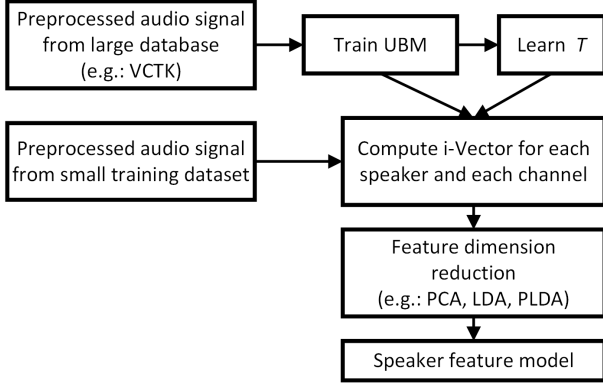 Preprocessed audio signal
from large database
(e.g.: VCTK)
Train UBM
Learn T
Preprocessed audio signal
from small training dataset
Compute i-Vector for each
speaker and each channel
Feature dimension
reduction
(e.g.: PCA, LDA, PLDA)
Speaker feature model